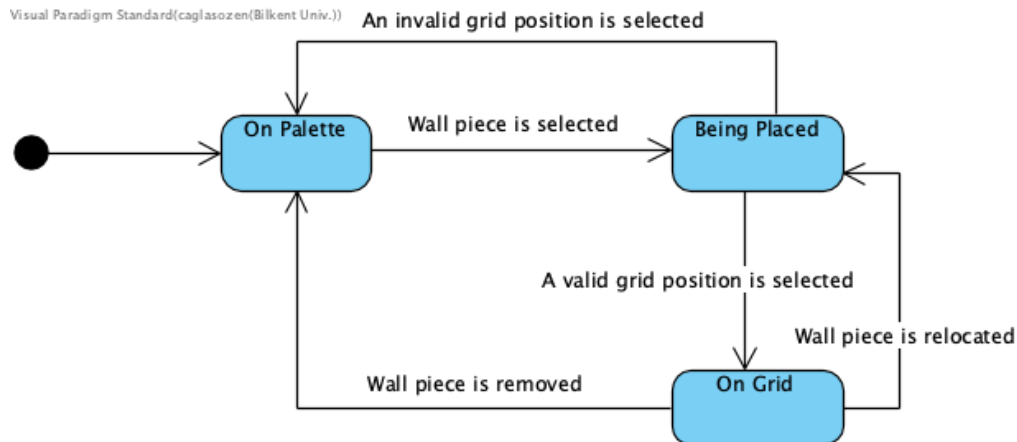 Visual Paradigm Standard(caglasozen(Bilkent Univ.))
An invalid grid position is selected
On Palette
Wall piece is selected
Being Placed
A valid grid position is selected
Wall piece is relocated
Wall piece is removed
On Grid